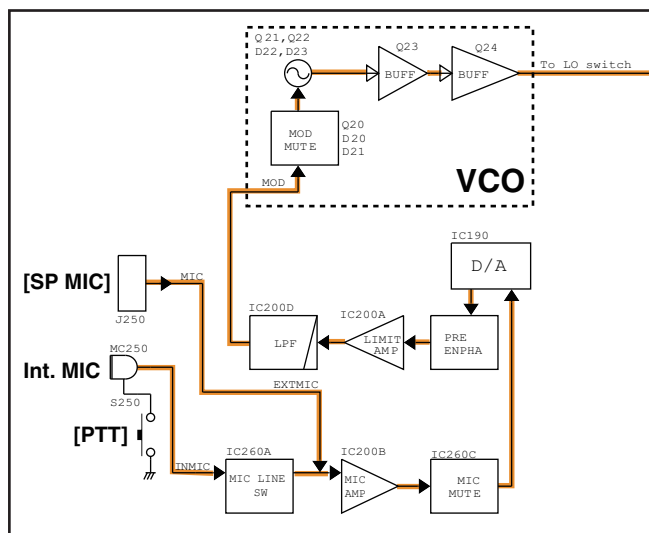 Q21,Q22
D22,D23
Q23
Q24
BUFF
BUFF
To LO switch
MOD
MUTE
Q20
D20
D21
MOD
VCO
IC190
D/A
[SP MIC]
MIC
J250
IC200D
LPF
IC200A
LIMIT
AMP
PRE
ENPHA
MC250
Int. MIC
EXTMIC
S250
[PTT]
INMIC
IC260A
MIC LINE
SW
IC200B
MIC
AMP
IC260C
MIC
MUTE